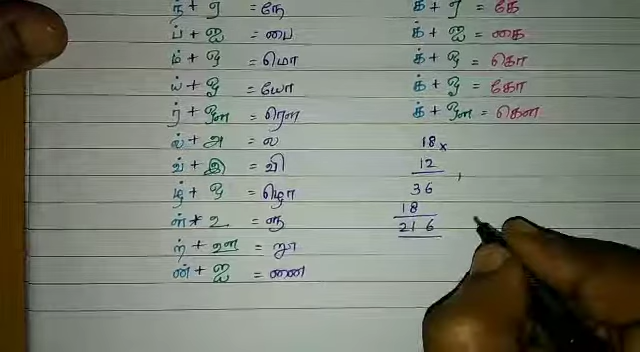 ந் + ஏ = நே
ப் + ஐ = பை
ம் + ஒ = மொ
ய் + ஓ = யோ
ர் + ஔ = ரௌ
ல் + அ = ல
வ் + இ = வி
ழ் + ஒ = ழொ
ள் + உ = ளு
ற் + ஊ = றூ
ன் + ஐ = னை
க் + ஏ = கே
க் + ஐ = கை
க் + ஒ = கொ
க் + ஓ = கோ
க் + ஔ = கௌ
18 x
12
36
18
216